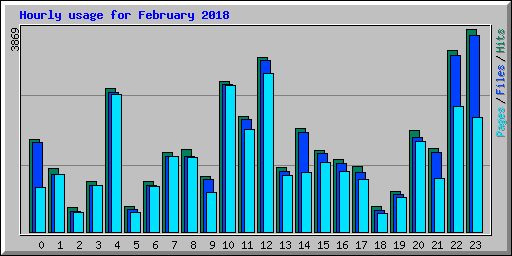 Hourly usage for February 2018
3869
Pages/Files/Hits
0 1 2 3 4 5 6 7 8 9 10 11 12 13 14 15 16 17 18 19 20 21 22 23